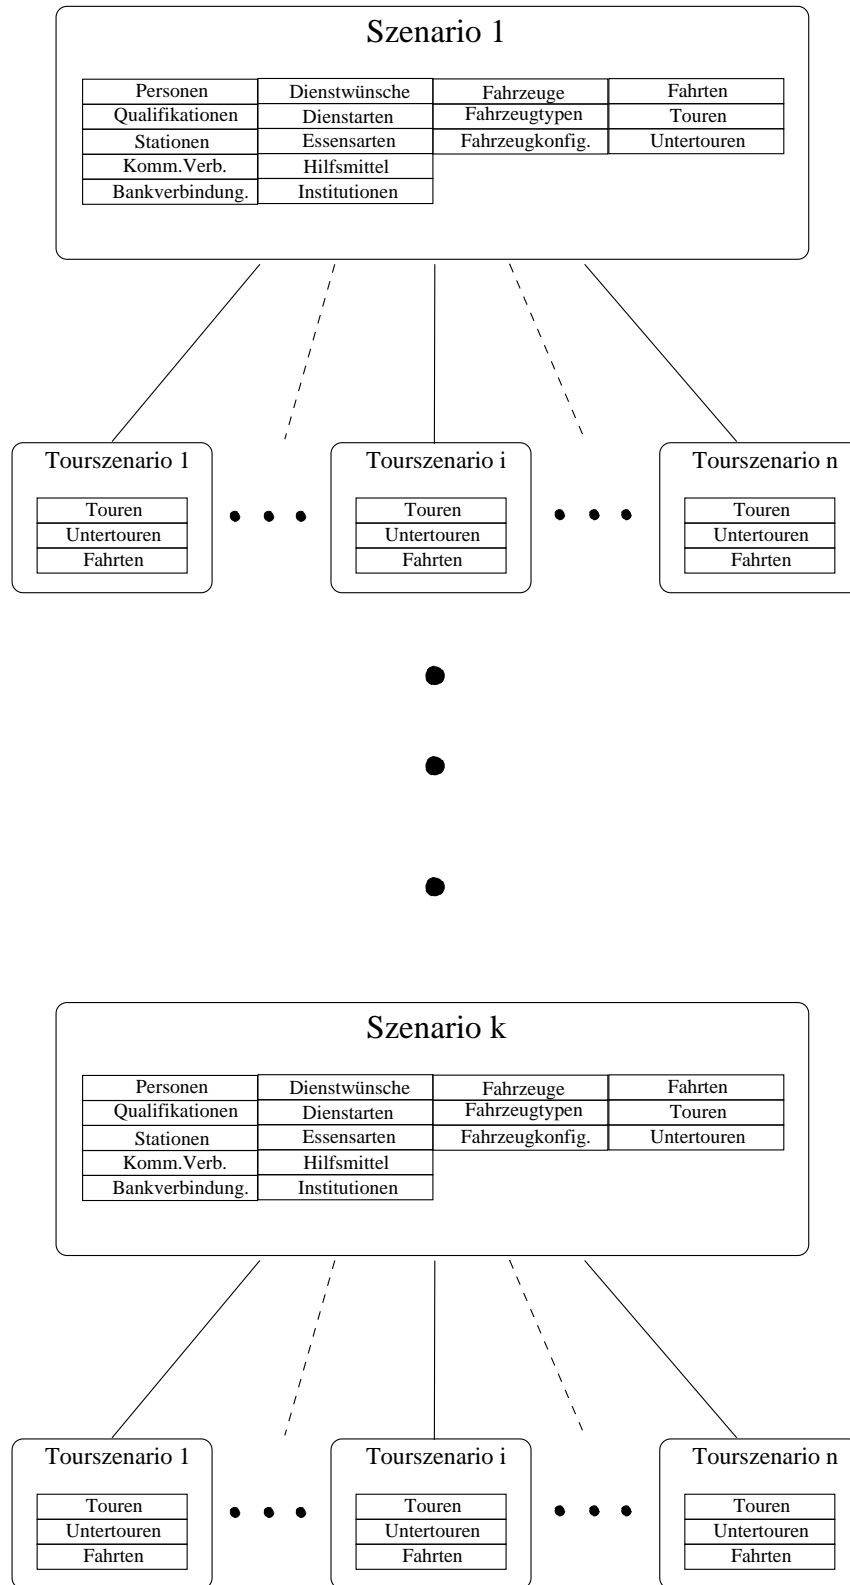 Szenario 1
Personen Dienstwünsche Fahrzeuge Fahrten
Qualifikationen Dienstarten Fahrzeugtypen Touren
Stationen Essensarten Fahrzeugkonfig. Untertouren
Komm.Verb. Hilfsmittel
Bankverbindung. Institutionen
Tourszenario 1 Tourszenario i Tourszenario n
Touren Touren Touren
Untertouren Untertouren Untertouren
Fahrten Fahrten Fahrten
Szenario k
Personen Dienstwünsche Fahrzeuge Fahrten
Qualifikationen Dienstarten Fahrzeugtypen Touren
Stationen Essensarten Fahrzeugkonfig. Untertouren
Komm.Verb. Hilfsmittel
Bankverbindung. Institutionen
Tourszenario 1 Tourszenario i Tourszenario n
Touren Touren Touren
Untertouren Untertouren Untertouren
Fahrten Fahrten Fahrten